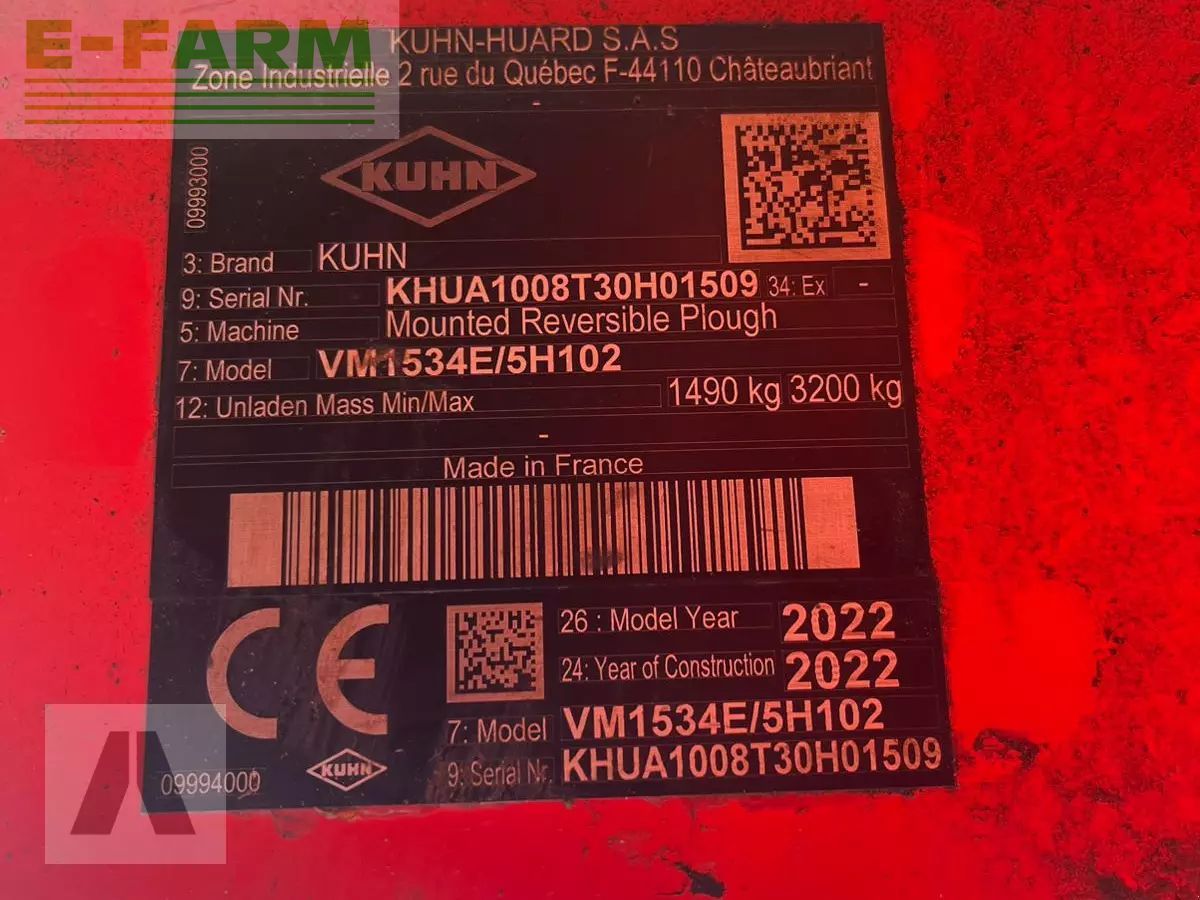 E-FARM
KUHN-HUARD S.A.S
Zone Industrielle 2 rue du Québec F-44110 Châteaubriant
-
09993000
KUHN
3: Brand KUHN
9: Serial Nr. KHUA1008T30H01509 34: Ex -
5: Machine Mounted Reversible Plough
7: Model VM1534E/5H102
12: Unladen Mass Min/Max 1490 kg 3200 kg
-
Made in France
CE
26 : Model Year 2022
24: Year of Construction 2022
7: Model VM1534E/5H102
9: Serial Nr. KHUA1008T30H01509
KUHN
09994000